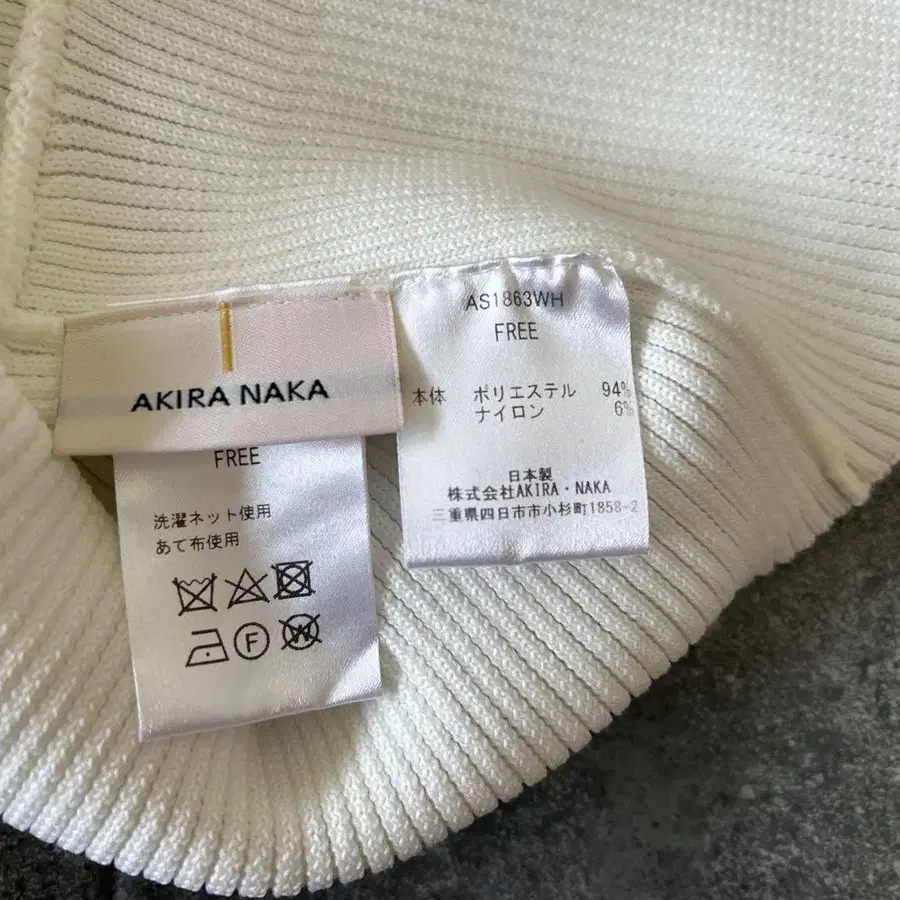 AKIRA NAKA
FREE
洗濯ネット使用
あて布使用
F
W
AS1863WH
FREE
本体 ポリエステル 94%
ナイロン 6%
日本製
株式会社AKIRA・NAKA
三重県四日市市小杉町1858-2